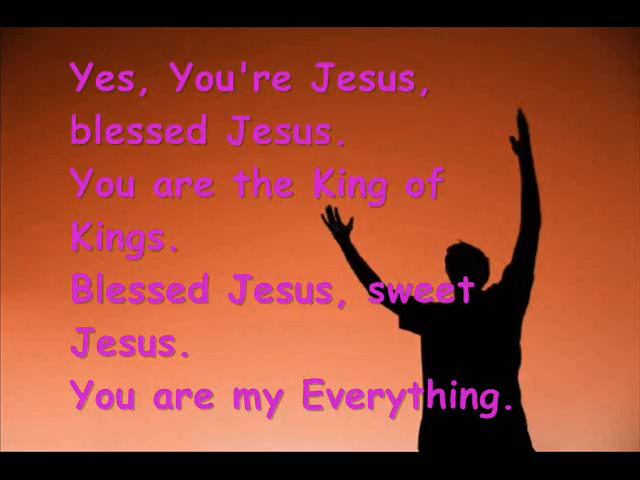 Yes, You're Jesus,
blessed Jesus.
You are the King of
Kings.
Blessed Jesus, sweet
Jesus.
You are my Everything.